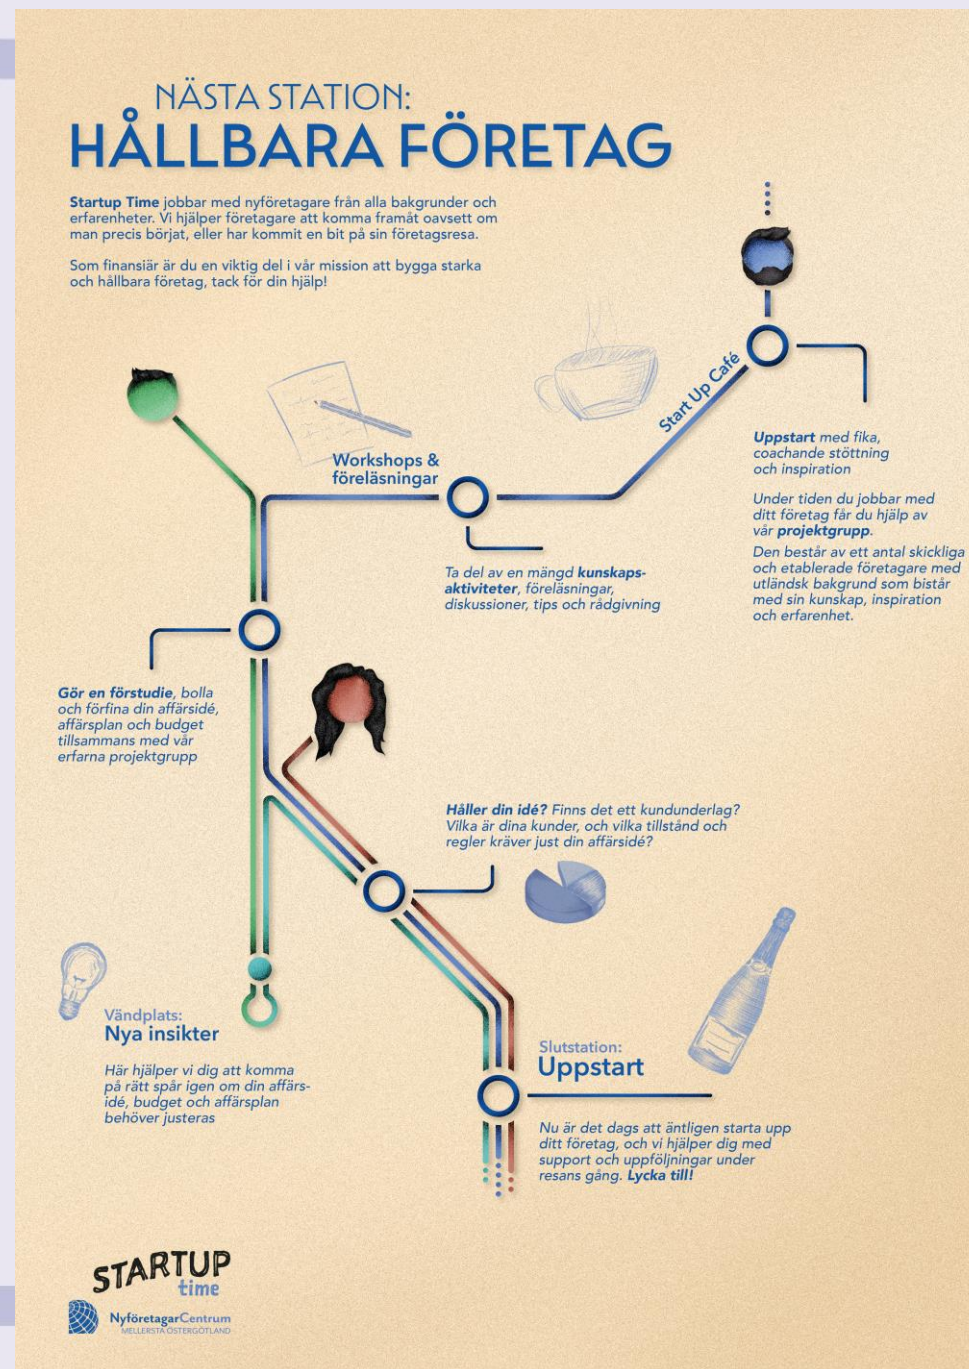 NÄSTA STATION:
HÅLLBARA FÖRETAG
Startup Time jobbar med nyföretagare från alla bakgrunder och
erfarenheter. Vi hjälper företagare att komma framåt oavsett om
man precis börjat, eller har kommit en bit på sin företagsresa.
Som finansiär är du en viktig del i vår mission att bygga starka
och hållbara företag, tack för din hjälp!
Start Up Café
Uppstart med fika,
coachande stöttning
och inspiration
Under tiden du jobbar med
ditt företag får du hjälp av
vår projektgrupp.
Den består av ett antal skickliga
och etablerade företagare med
utländsk bakgrund som bistår
med sin kunskap, inspiration
och erfarenhet.
Workshops &
föreläsningar
Ta del av en mängd kunskaps-
aktiviteter, föreläsningar,
diskussioner, tips och rådgivning
Gör en förstudie, bolla
och förfina din affärsidé,
affärsplan och budget
tillsammans med vår
erfarna projektgrupp
Håller din idé? Finns det ett kundunderlag?
Vilka är dina kunder, och vilka tillstånd och
regler kräver just din affärsidé?
Vändplats:
Nya insikter
Här hjälper vi dig att komma
på rätt spår igen om din affärs-
idé, budget och affärsplan
behöver justeras
Slutstation:
Uppstart
Nu är det dags att äntligen starta upp
ditt företag, och vi hjälper dig med
support och uppföljningar under
resans gång. Lycka till!
STARTUP
time
NyföretagarCentrum
MELLERSTA ÖSTERGÖTLAND